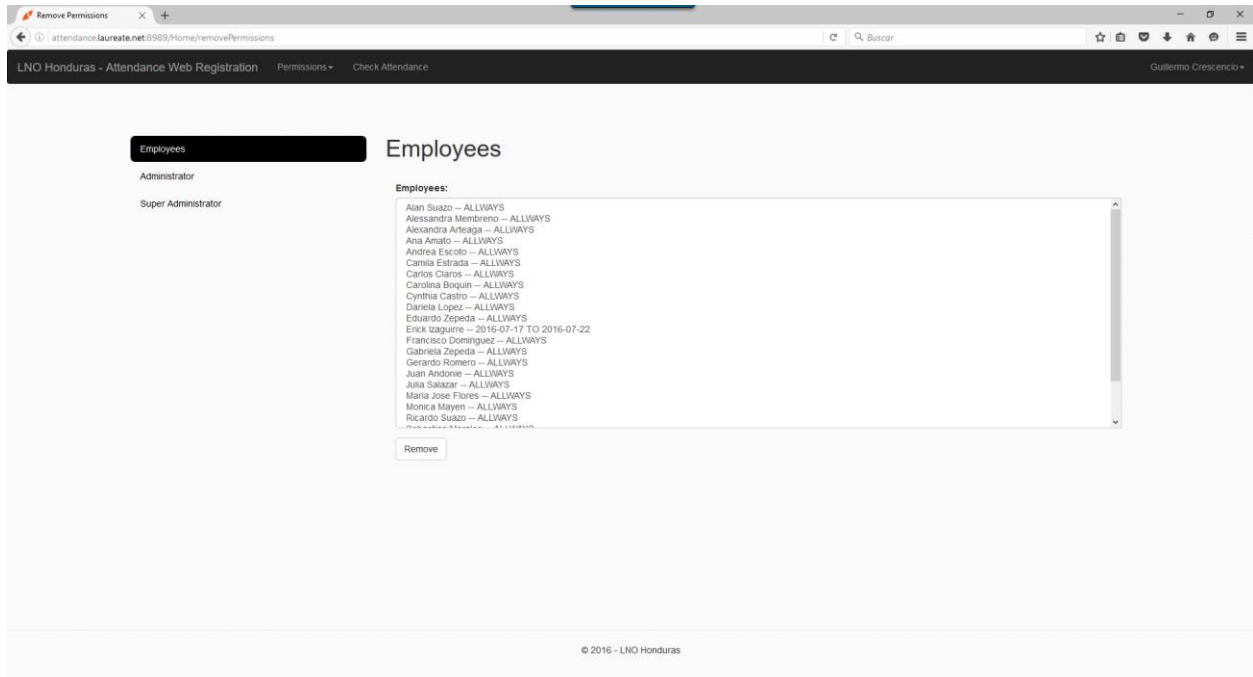 Remove Permissions
attendance.laureate.net:8989/Home/removePermissions
Buscar
LNO Honduras - Attendance Web Registration Permissions Check Attendance Guillermo Crescencio
Employees
Administrator
Super Administrator
Employees
Employees:
Alan Suazo -- ALLWAYS
Alessandra Membreno -- ALLWAYS
Alexandra Arteaga -- ALLWAYS
Ana Amato -- ALLWAYS
Andrea Escoto -- ALLWAYS
Camila Estrada -- ALLWAYS
Carlos Claros -- ALLWAYS
Carolina Boquin -- ALLWAYS
Cynthia Castro -- ALLWAYS
Dariela Lopez -- ALLWAYS
Eduardo Zepeda -- ALLWAYS
Erick Izaguirre -- 2016-07-17 TO 2016-07-22
Francisco Dominguez -- ALLWAYS
Gabriela Zepeda -- ALLWAYS
Gerardo Romero -- ALLWAYS
Juan Andonie -- ALLWAYS
Julia Salazar -- ALLWAYS
Maria Jose Flores -- ALLWAYS
Monica Mayen -- ALLWAYS
Ricardo Suazo -- ALLWAYS
Remove
© 2016 - LNO Honduras